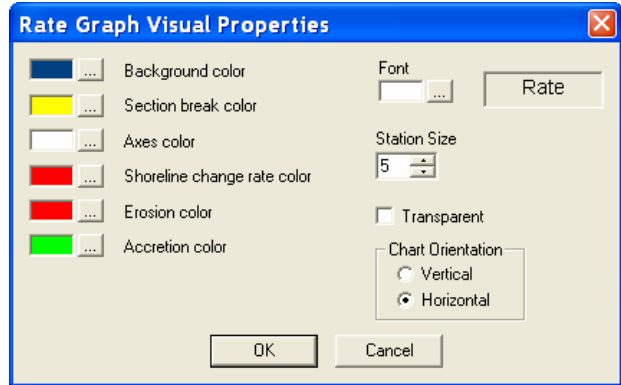 Rate Graph Visual Properties
... Background color
... Section break color
... Axes color
... Shoreline change rate color
... Erosion color
... Accretion color
Font
...
Rate
Station Size
5
Transparent
Chart Orientation
Vertical
Horizontal
OK
Cancel